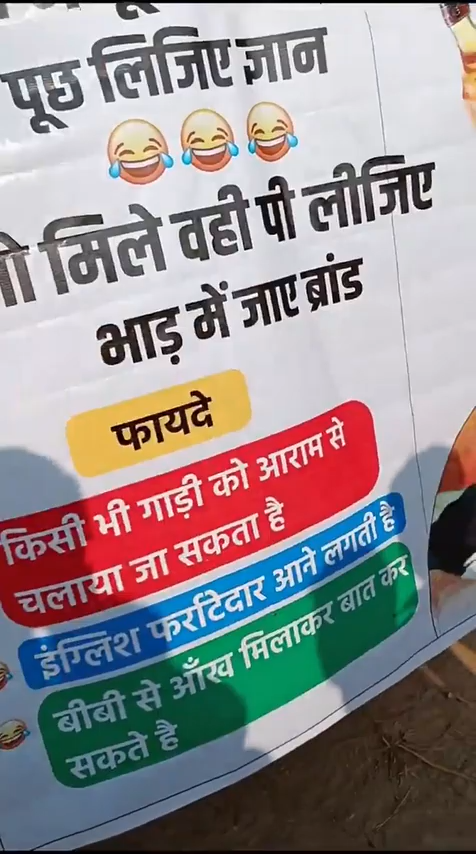 पूछ लिजिए ज्ञान
मिले वही पी लीजिए
भाड़ में जाए ब्रांड
फायदे
किसी भी गाड़ी को आराम से
चलाया जा सकता है
इंग्लिश फर्राटेदार आने लगती है
बीबी से आँख मिलाकर बात कर
सकते है